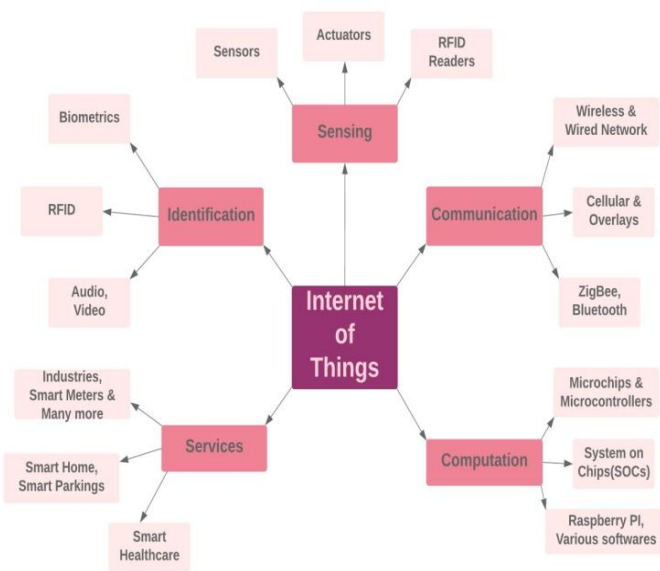 Actuators
Sensors
RFID
Readers
Sensing
Biometrics
RFID
Audio,
Video
Identification
Wireless &
Wired Network
Cellular &
Overlays
ZigBee,
Bluetooth
Communication
Internet
of
Things
Industries,
Smart Meters &
Many more
Smart Home,
Smart Parkings
Smart
Healthcare
Services
Microchips &
Microcontrollers
System on
Chips(SOCs)
Raspberry PI,
Various softwares
Computation